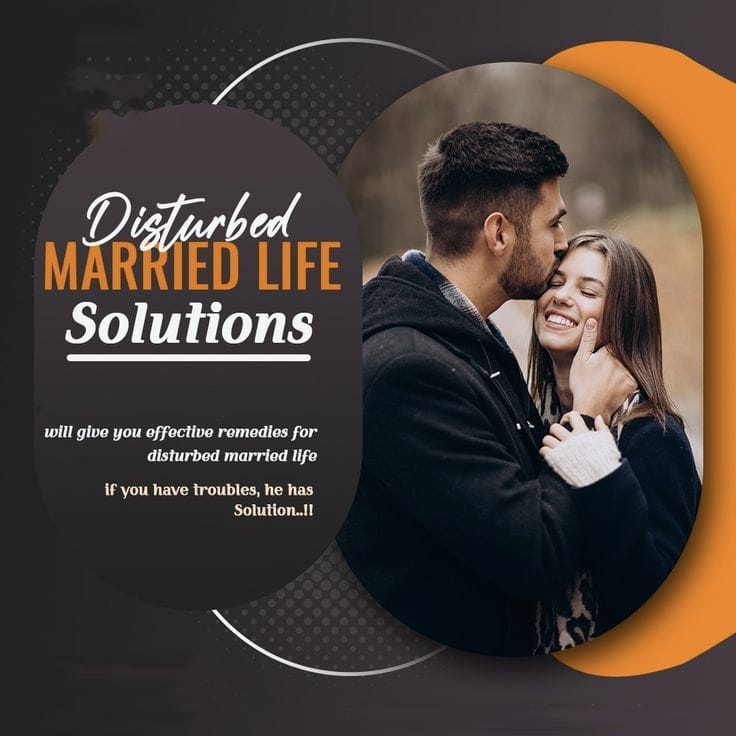 Disturbed
MARRIED LIFE
Solutions
will give you effective remedies for
disturbed married life
if you have troubles, he has
Solution..!!